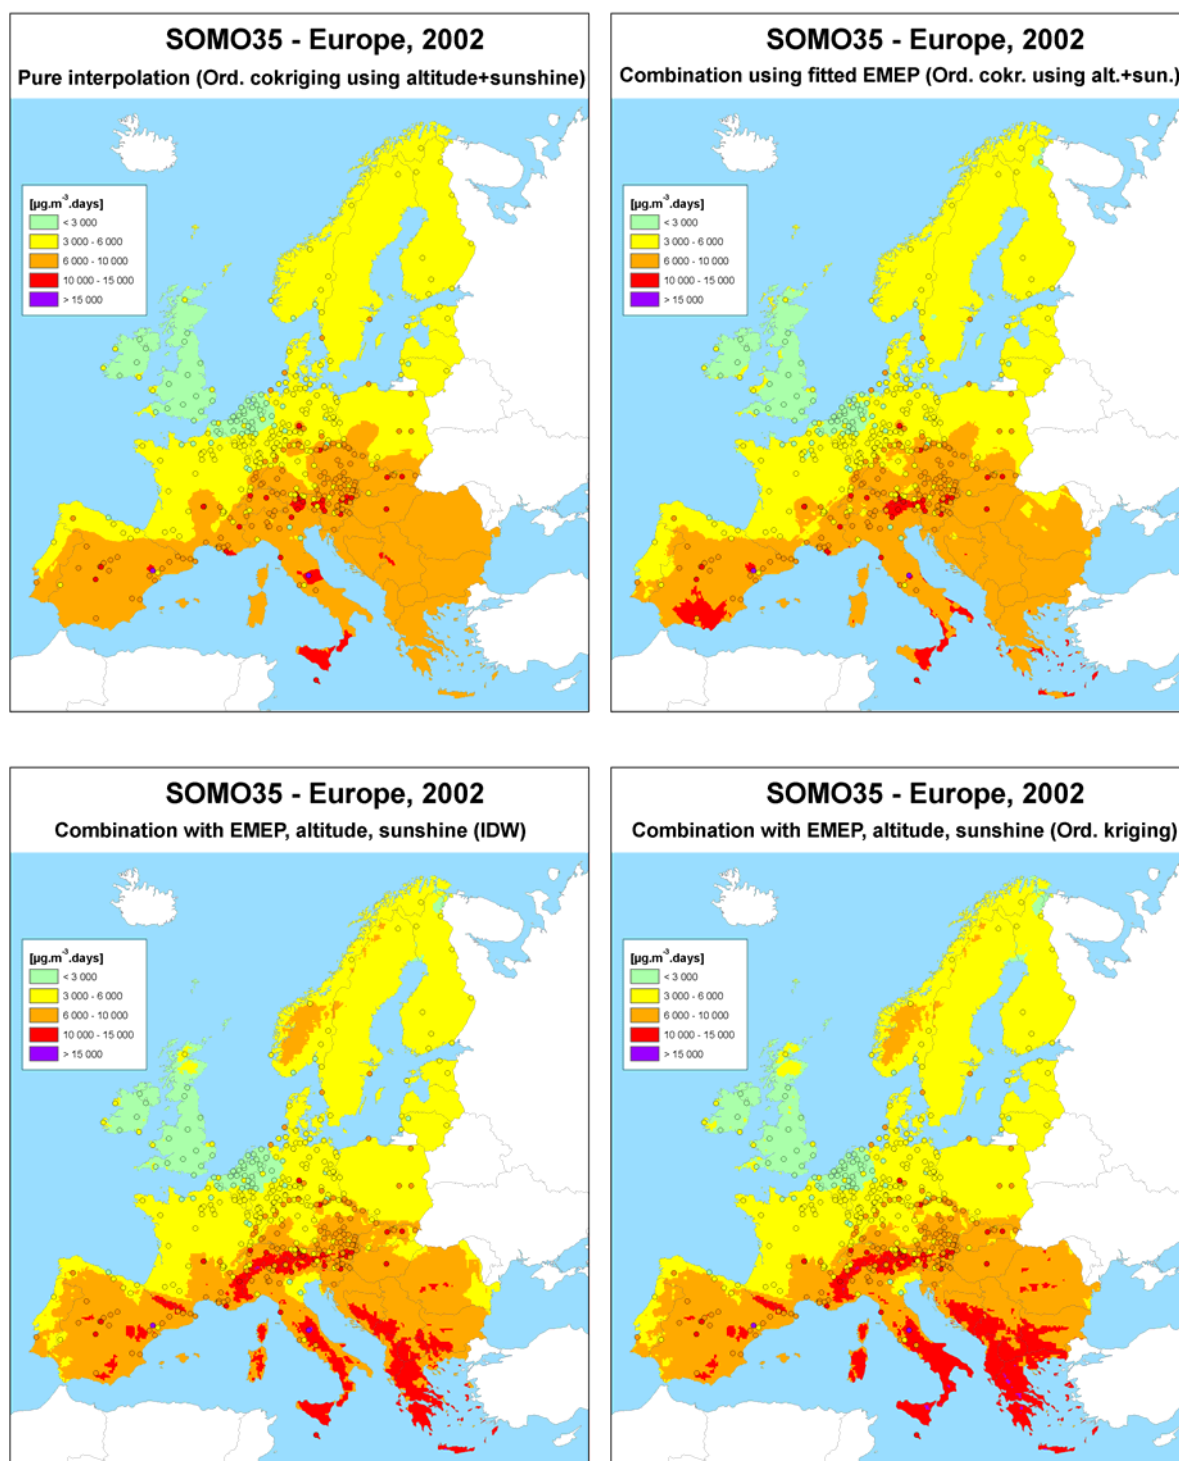 SOMO35 - Europe, 2002
Pure interpolation (Ord. cokriging using altitude+sunshine)
[µg.m⁻³.days]
< 3 000
3 000 - 6 000
6 000 - 10 000
10 000 - 15 000
> 15 000
SOMO35 - Europe, 2002
Combination using fitted EMEP (Ord. cokr. using alt.+sun.)
[µg.m⁻³.days]
< 3 000
3 000 - 6 000
6 000 - 10 000
10 000 - 15 000
> 15 000
SOMO35 - Europe, 2002
Combination with EMEP, altitude, sunshine (IDW)
[µg.m⁻³.days]
< 3 000
3 000 - 6 000
6 000 - 10 000
10 000 - 15 000
> 15 000
SOMO35 - Europe, 2002
Combination with EMEP, altitude, sunshine (Ord. kriging)
[µg.m⁻³.days]
< 3 000
3 000 - 6 000
6 000 - 10 000
10 000 - 15 000
> 15 000